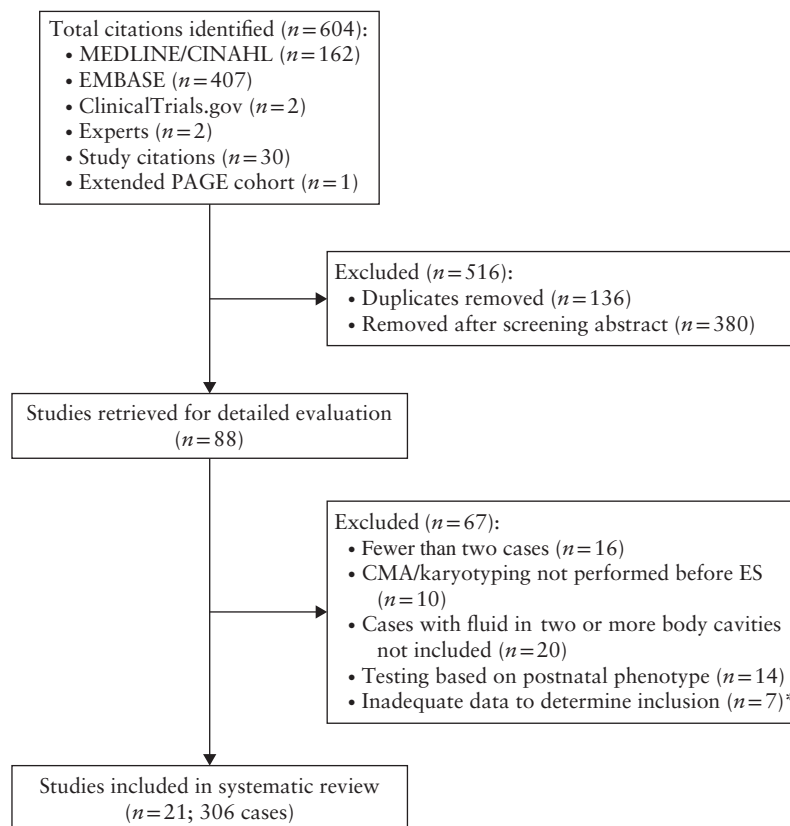 Total citations identified (n=604):
• MEDLINE/CINAHL (n=162)
• EMBASE (n=407)
• ClinicalTrials.gov (n=2)
• Experts (n=2)
• Study citations (n=30)
• Extended PAGE cohort (n=1)
Excluded (n=516):
• Duplicates removed (n=136)
• Removed after screening abstract (n=380)
Studies retrieved for detailed evaluation
(n=88)
Excluded (n=67):
• Fewer than two cases (n=16)
• CMA/karyotyping not performed before ES
(n=10)
• Cases with fluid in two or more body cavities
not included (n=20)
• Testing based on postnatal phenotype (n=14)
• Inadequate data to determine inclusion (n=7)*
Studies included in systematic review
(n=21; 306 cases)